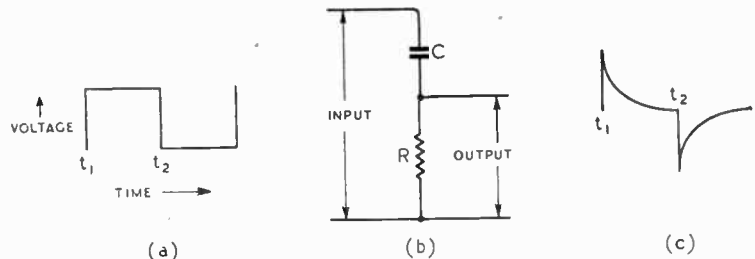 VOLTAGE
t1
t2
TIME
(a)
C
INPUT
R
OUTPUT
(b)
t1
t2
(c)